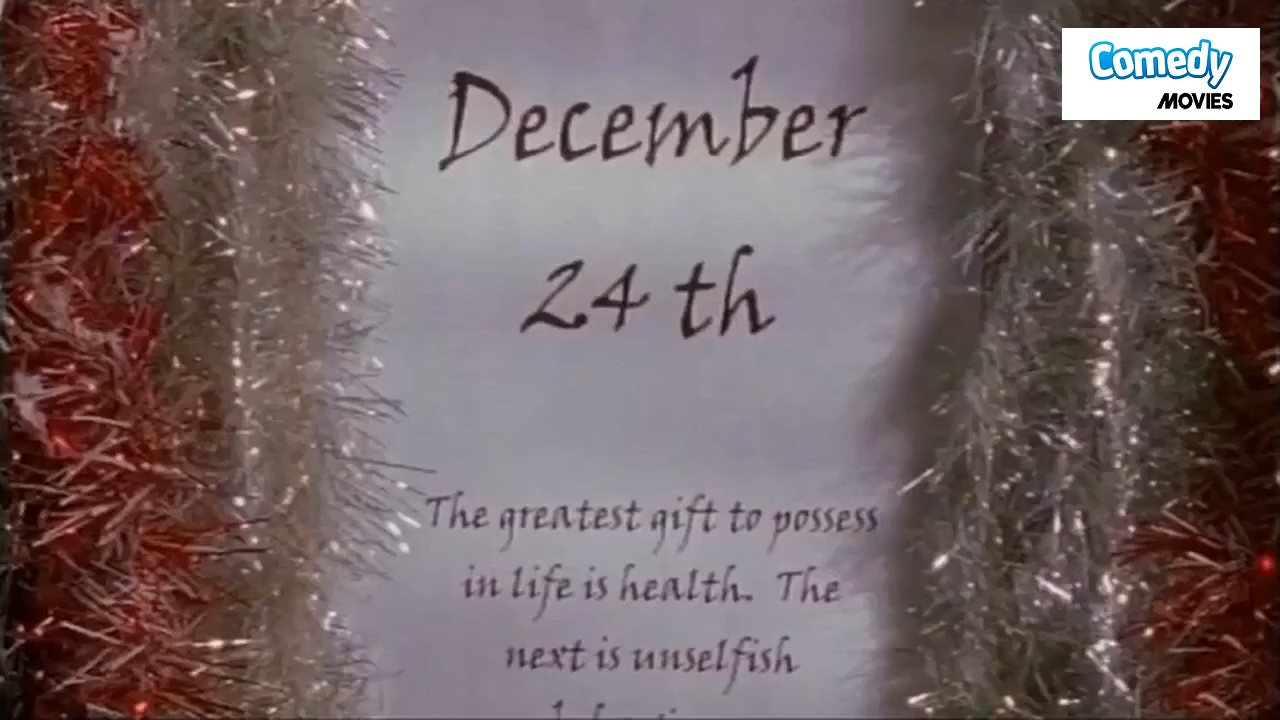 Comedy
MOVIES
December
24 th
The greatest gift to possess
in life is health. The
next is unselfish